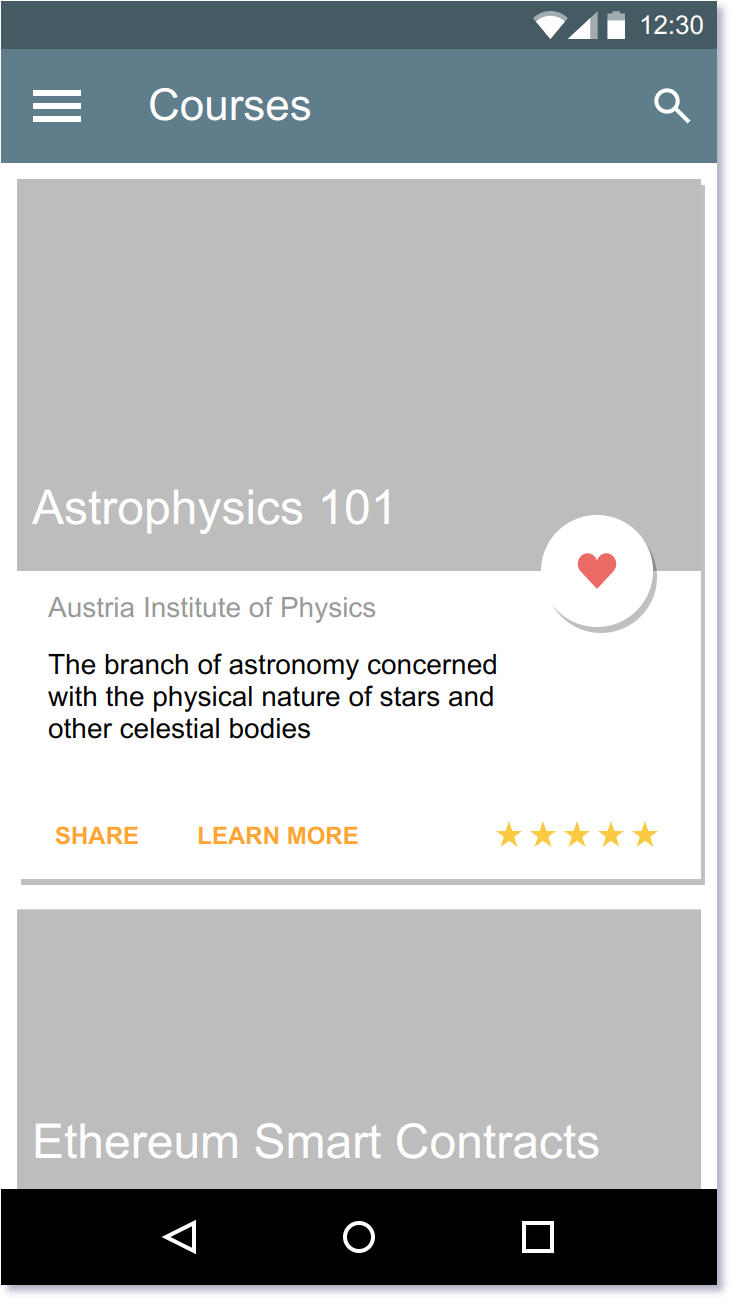 12:30
Courses
Astrophysics 101
Austria Institute of Physics
The branch of astronomy concerned
with the physical nature of stars and
other celestial bodies
SHARE LEARN MORE
Ethereum Smart Contracts